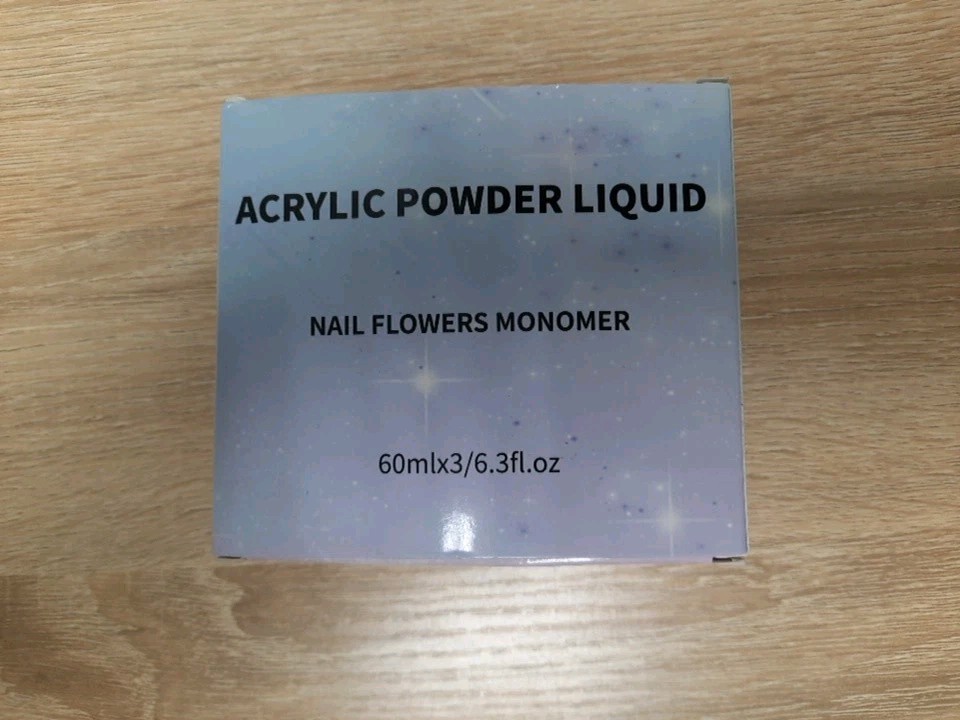 ACRYLIC POWDER LIQUID
NAIL FLOWERS MONOMER
60mlx3/6.3fl.oz